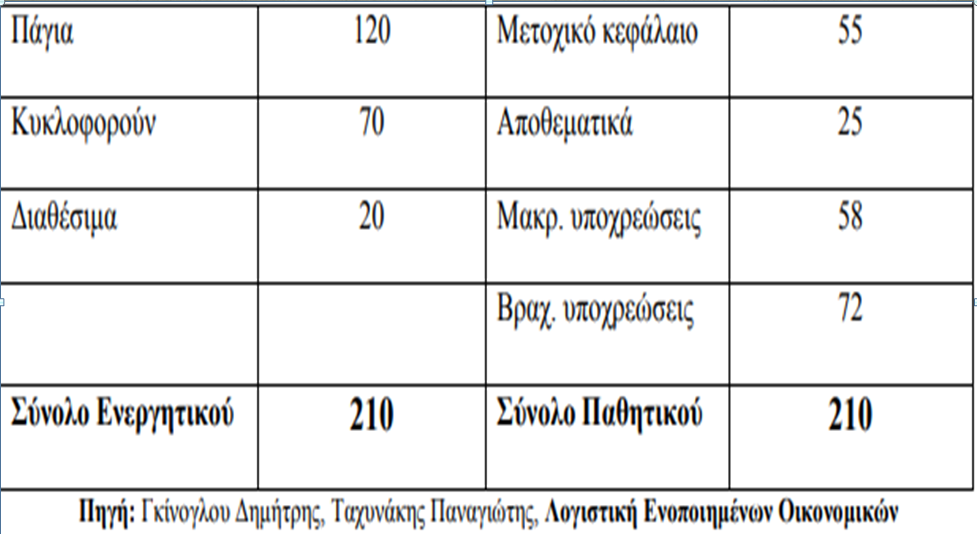 Πάγια 120 Μετοχικό κεφάλαιο 55
Κυκλοφορούν 70 Αποθεματικά 25
Διαθέσιμα 20 Μακρ. υποχρεώσεις 58
Βραχ. υποχρεώσεις 72
Σύνολο Ενεργητικού 210 Σύνολο Παθητικού 210
Πηγή: Γκίνογλου Δημήτρης, Ταχυνάκης Παναγιώτης, Λογιστική Ενοποιημένων Οικονομικών